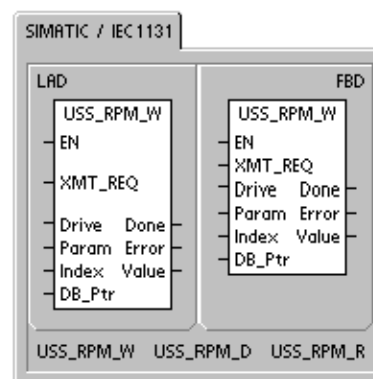 SIMATIC / IEC1131
LAD
FBD
USS_RPM_W
EN
XMT_REQ
Drive Done
Param Error
Index Value
DB_Ptr
USS_RPM_W
EN
XMT_REQ
Drive Done
Param Error
Index Value
DB_Ptr
USS_RPM_W USS_RPM_D USS_RPM_R